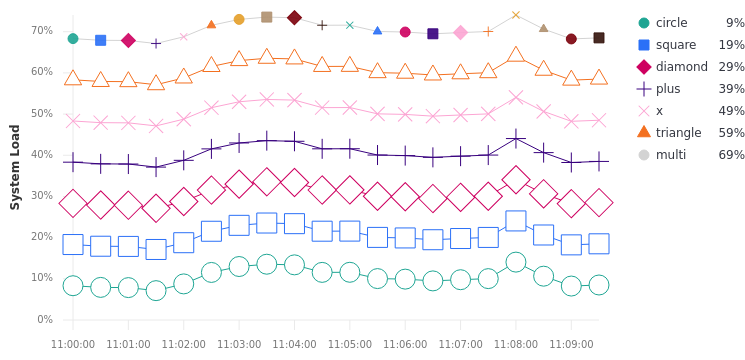 System Load
70%
60%
50%
40%
30%
20%
10%
0%
11:00:00 11:01:00 11:02:00 11:03:00 11:04:00 11:05:00 11:06:00 11:07:00 11:08:00 11:09:00
circle 9%
square 19%
diamond 29%
plus 39%
x 49%
triangle 59%
multi 69%